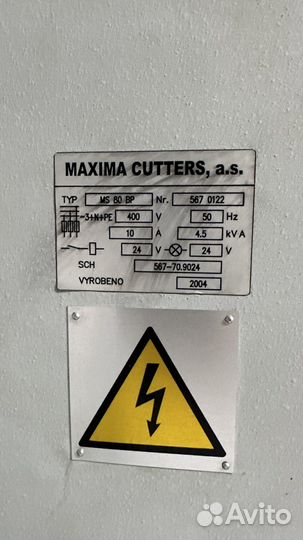 MAXIMA CUTTERS, a.s.
TYP MS 80 BP Nr. 567 0122
~3+N+PE 400 V 50 Hz
10 A 4.5 kVA
24 V 24 V
SCH 567-70.9024
VYROBENO 2004
Avito